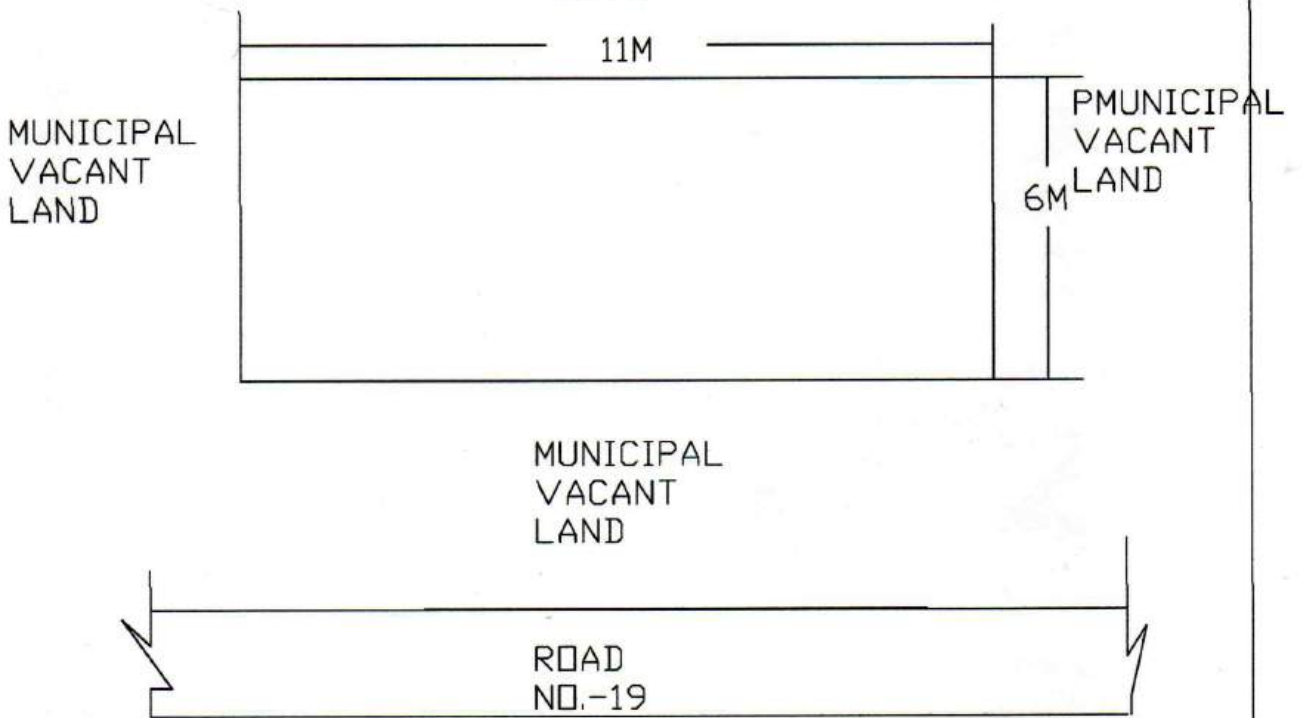 11M
MUNICIPAL
VACANT
LAND
PMUNICIPAL
VACANT
LAND
6M
MUNICIPAL
VACANT
LAND
ROAD
NO.-19